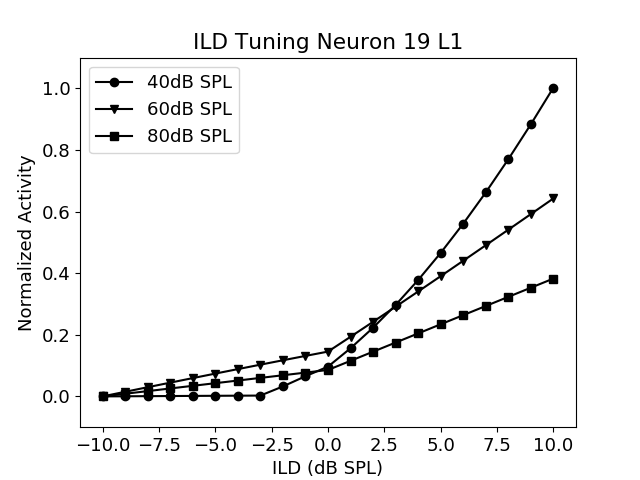 ILD Tuning Neuron 19 L1
40dB SPL
60dB SPL
80dB SPL
Normalized Activity
1.0
0.8
0.6
0.4
0.2
0.0
−10.0 −7.5 −5.0 −2.5 0.0 2.5 5.0 7.5 10.0
ILD (dB SPL)